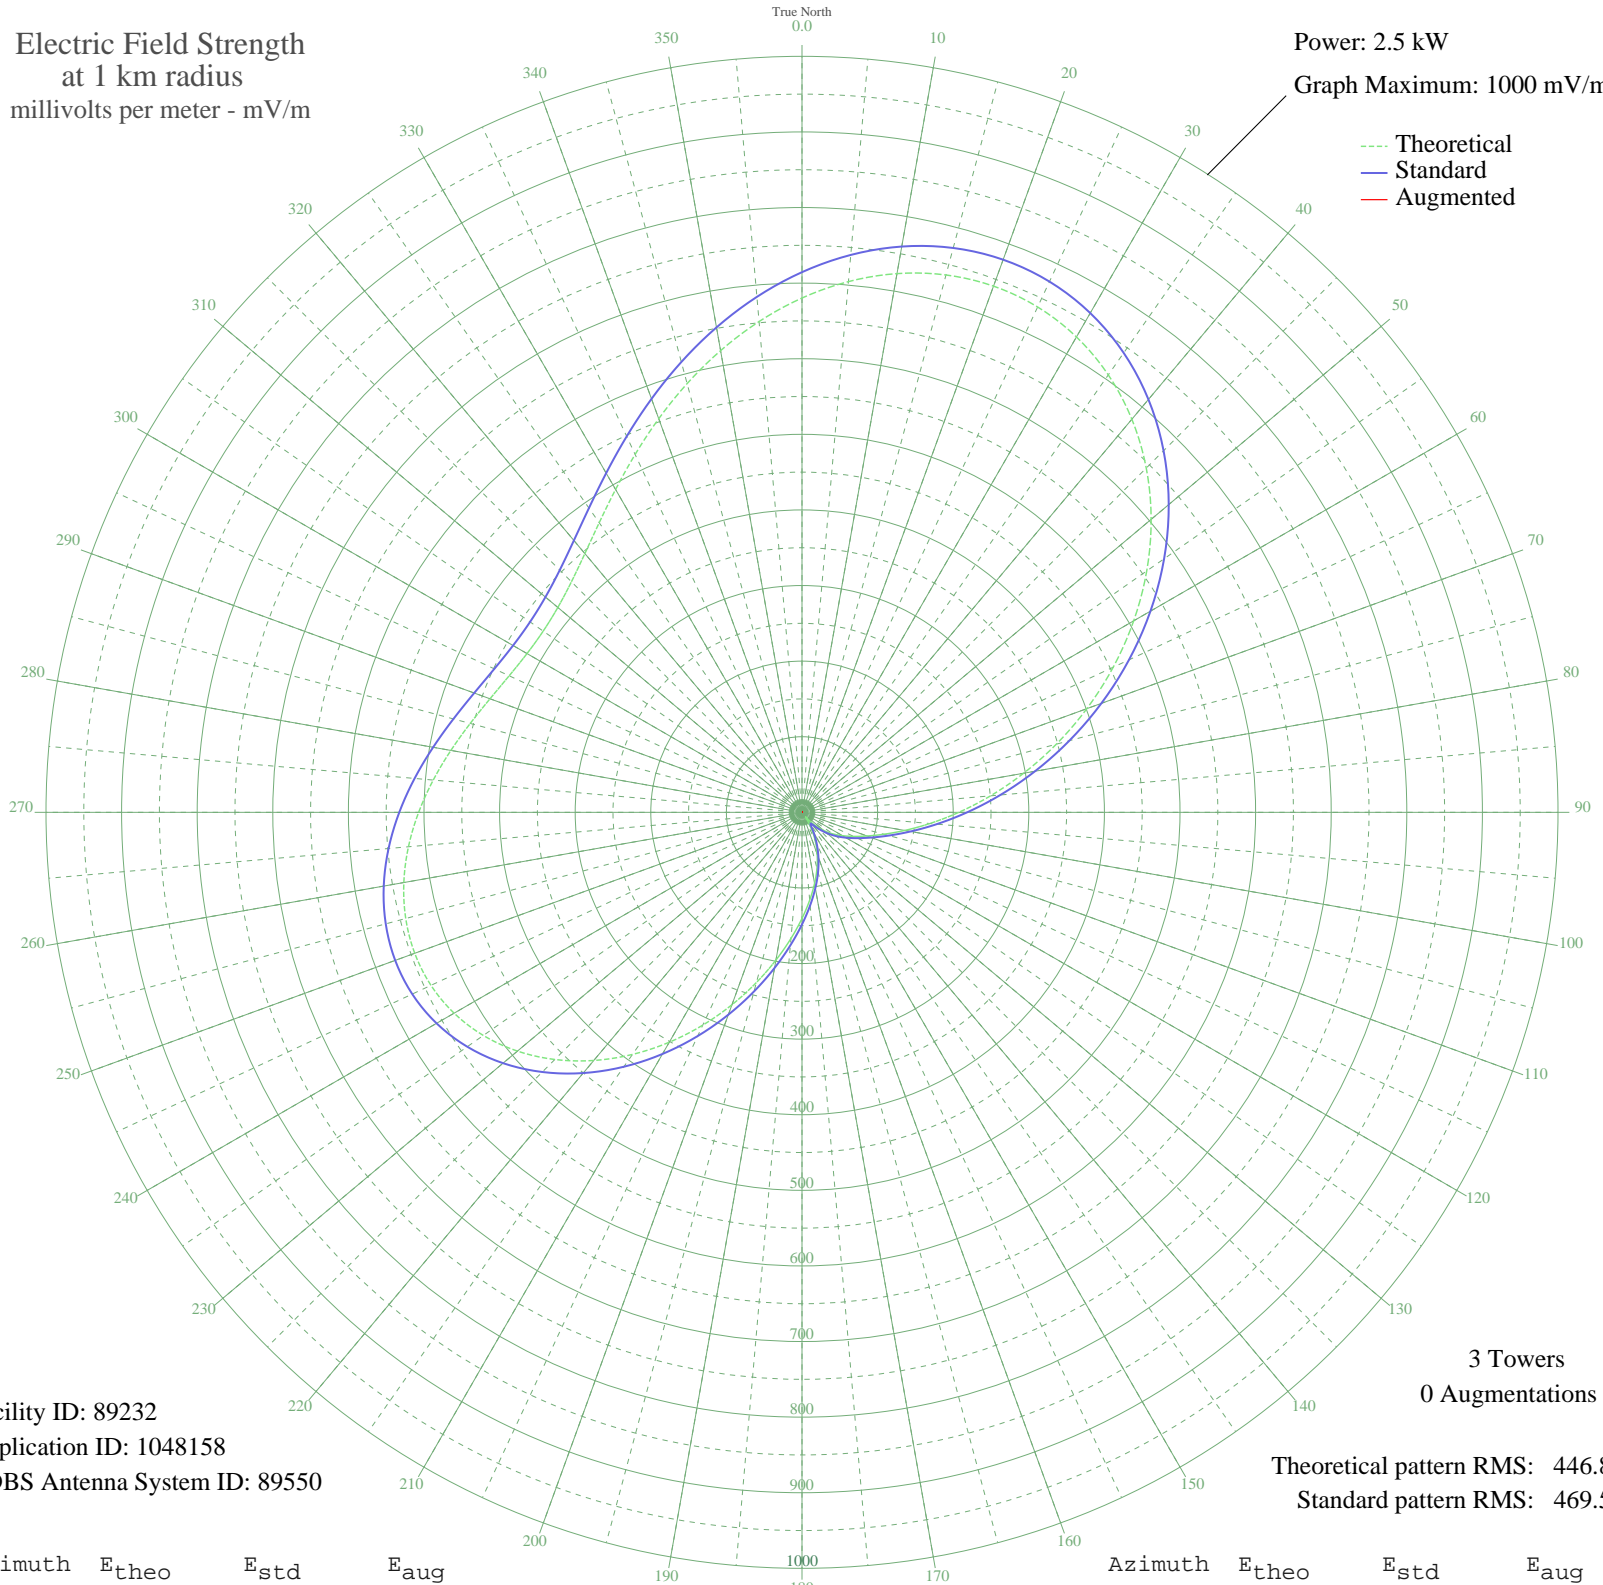 True North
0.0
Electric Field Strength
at 1 km radius
millivolts per meter - mV/m
Power: 2.5 kW
Graph Maximum: 1000 mV/m
Theoretical
Standard
Augmented
10
20
30
40
50
60
70
80
90
100
110
120
130
140
150
160
170
190
200
210
220
230
240
250
260
270
280
290
300
310
320
330
340
350
200
300
400
500
600
700
800
900
1000
3 Towers
0 Augmentations
cility ID: 89232
plication ID: 1048158
DBS Antenna System ID: 89550
Theoretical pattern RMS: 446.8
Standard pattern RMS: 469.5
imuth Etheo Estd Eaug
Azimuth Etheo Estd Eaug